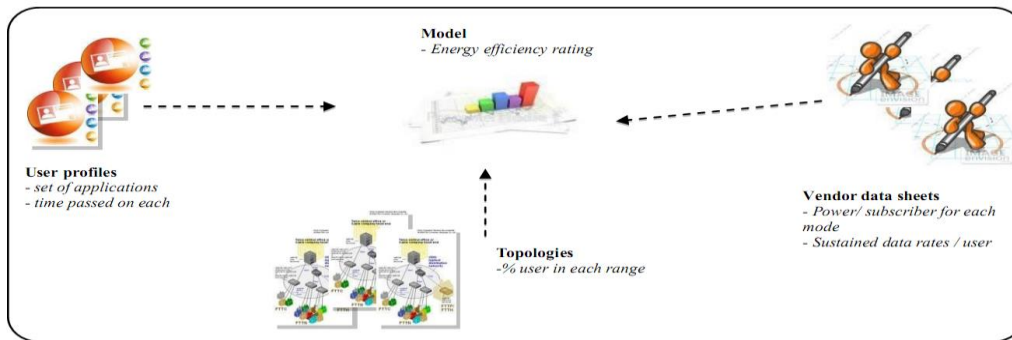 Model
- Energy efficiency rating
User profiles
- set of applications
- time passed on each
Vendor data sheets
- Power/ subscriber for each
mode
- Sustained data rates / user
Topologies
-% user in each range